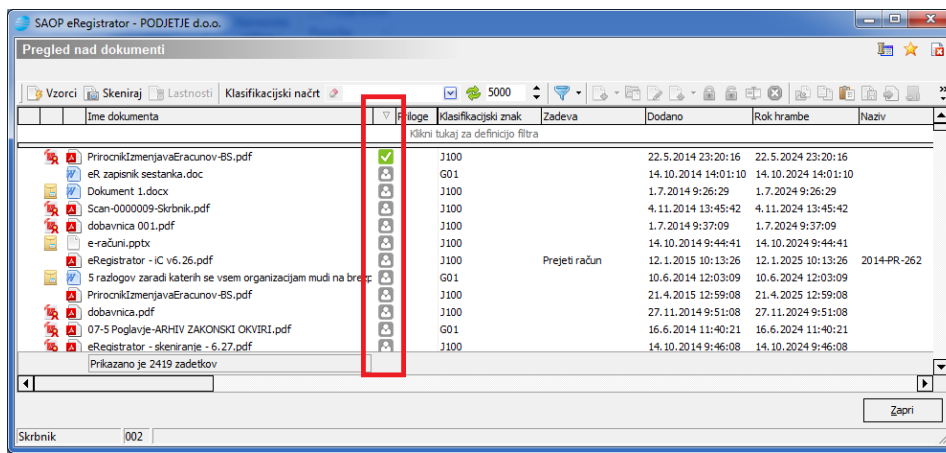 SAOP eRegistrator - PODJETJE d.o.o.
Pregled nad dokumenti
Vzorci Skeniraj Lastnosti Klasifikacijski načrt 5000
Ime dokumenta Priloge Klasifikacijski znak Zadeva Dodano Rok hrambe Naziv
Klikni tukaj za definicijo filtra
PrirocnikIzmenjavaEracunov-BS.pdf J100 22.5.2014 23:20:16 22.5.2024 23:20:16
eR zapisnik sestanka.doc G01 14.10.2014 14:01:10 14.10.2024 14:01:10
Dokument 1.docx J100 1.7.2014 9:26:29 1.7.2024 9:26:29
Scan-0000009-Skrbnik.pdf J100 4.11.2014 13:45:42 4.11.2024 13:45:42
dobavnica 001.pdf J100 1.7.2014 9:37:09 1.7.2024 9:37:09
e-računi.pptx J100 14.10.2014 9:44:41 14.10.2024 9:44:41
eRegistrator - iC v6.26.pdf J100 Prejeti račun 12.1.2015 10:13:26 12.1.2025 10:13:26 2014-PR-262
5 razlogov zaradi katerih se vsem organizacijam mudi na G01 10.6.2014 12:03:09 10.6.2024 12:03:09
PrirocnikIzmenjavaEracunov-BS.pdf J100 21.4.2015 12:59:08 21.4.2025 12:59:08
dobavnica.pdf J100 27.11.2014 9:51:08 27.11.2024 9:51:08
07-5 Poglavje-ARHIV ZAKONSKI OKVIRI.pdf G01 16.6.2014 11:40:21 16.6.2024 11:40:21
eRegistrator - skeniranje - 6.27.pdf J100 14.10.2014 9:46:08 14.10.2024 9:46:08
Prikazano je 2419 zadetkov
Zapri
Skrbnik 002